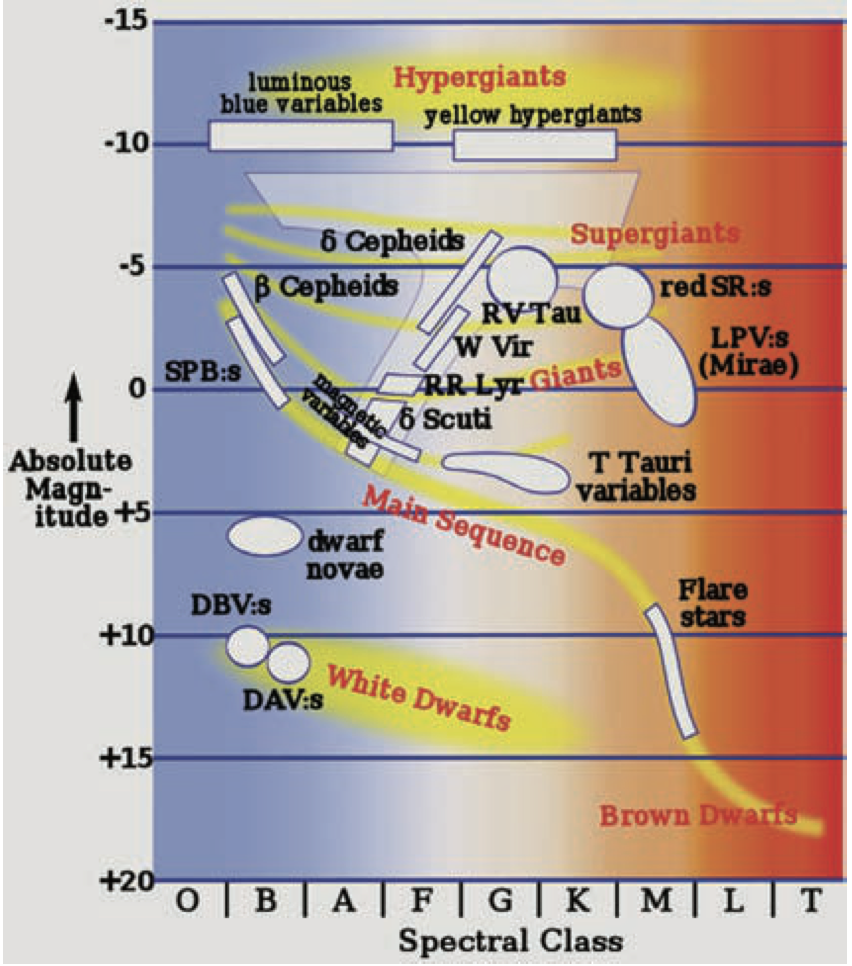 -15
luminous
blue variables
Hypergiants
yellow hypergiants
-10
δ Cepheids
Supergiants
-5
β Cepheids
RV Tau
red SR:s
W Vir
LPV:s
(Mirae)
SPB:s
0
magnetic
variables
RR Lyr
Giants
δ Scuti
Absolute
Magn-
itude
T Tauri
variables
+5
Main Sequence
dwarf
novae
DBV:s
Flare
stars
+10
DAV:s
White Dwarfs
+15
Brown Dwarfs
+20
O | B | A | F | G | K | M | L | T
Spectral Class